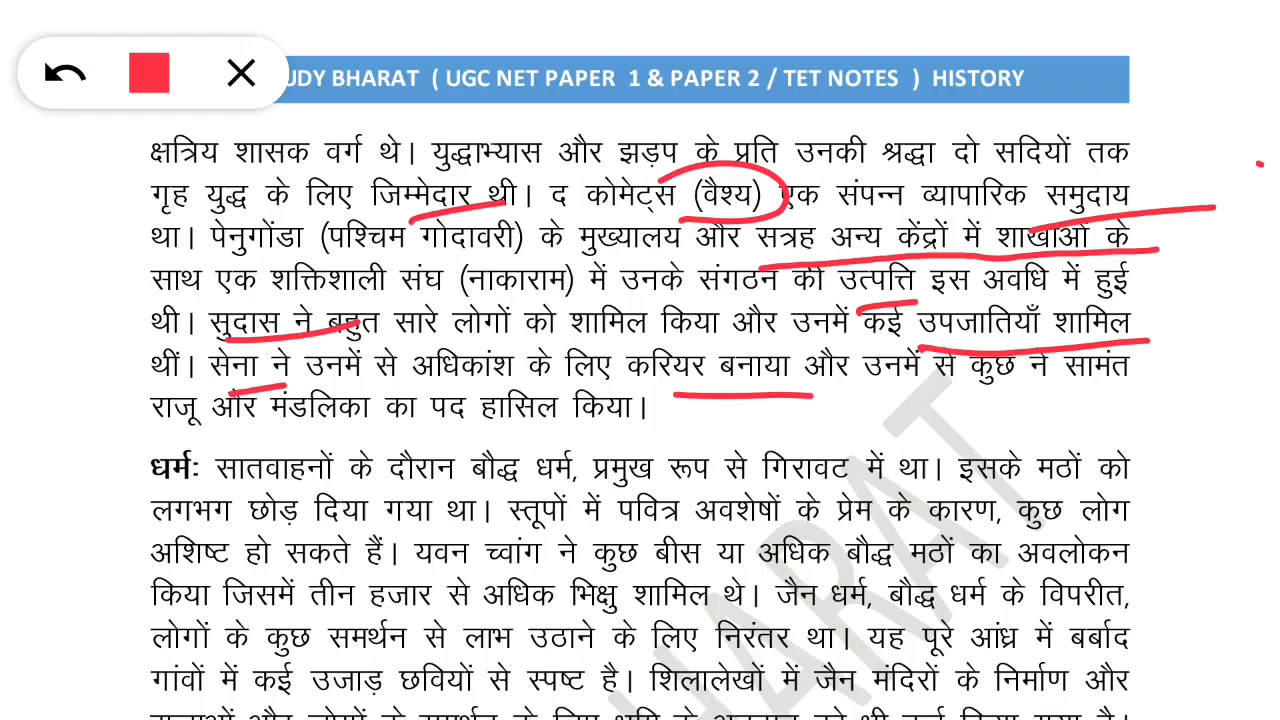 UDY BHARAT ( UGC NET PAPER 1 & PAPER 2 / TET NOTES ) HISTORY
क्षत्रिय शासक वर्ग थे। युद्धाभ्यास और झड़प के प्रति उनकी श्रद्धा दो सदियों तक
गृह युद्ध के लिए जिम्मेदार थी। द कोमेट्स (वैश्य) एक संपन्न व्यापारिक समुदाय
था। पेनुगोंडा (पश्चिम गोदावरी) के मुख्यालय और सत्रह अन्य केंद्रों में शाखाओं के
साथ एक शक्तिशाली संघ (नाकाराम) में उनके संगठन की उत्पत्ति इस अवधि में हुई
थी। सुदास ने बहुत सारे लोगों को शामिल किया और उनमें कई उपजातियाँ शामिल
थीं। सेना ने उनमें से अधिकांश के लिए करियर बनाया और उनमें से कुछ ने सामंत
राजू और मंडलिका का पद हासिल किया।
धर्म: सातवाहनों के दौरान बौद्ध धर्म, प्रमुख रूप से गिरावट में था। इसके मठों को
लगभग छोड़ दिया गया था। स्तूपों में पवित्र अवशेषों के प्रेम के कारण, कुछ लोग
अशिष्ट हो सकते हैं। यवन च्वांग ने कुछ बीस या अधिक बौद्ध मठों का अवलोकन
किया जिसमें तीन हजार से अधिक भिक्षु शामिल थे। जैन धर्म, बौद्ध धर्म के विपरीत,
लोगों के कुछ समर्थन से लाभ उठाने के लिए निरंतर था। यह पूरे आंध्र में बर्बाद
गांवों में कई उजाड़ छवियों से स्पष्ट है। शिलालेखों में जैन मंदिरों के निर्माण और
HARAT